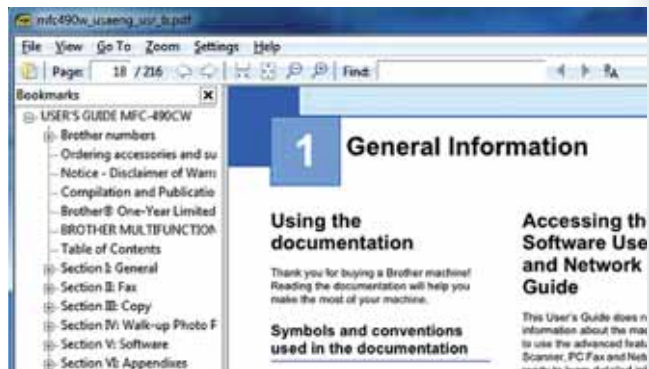 mfc490w_usaeng_usr_b.pdf
File View Go To Zoom Settings Help
Page: 18 / 216 Find:
Bookmarks
USER'S GUIDE MFC-490CW
Brother numbers
Ordering accessories and su
Notice - Disclaimer of Warr
Compilation and Publicatio
Brother® One-Year Limited
BROTHER MULTIFUNCTION
Table of Contents
Section I: General
Section II: Fax
Section III: Copy
Section IV: Walk-up Photo P
Section V: Software
Section VI: Appendixes
1 General Information
Using the
documentation
Thank you for buying a Brother machine!
Reading the documentation will help you
make the most of your machine.
Symbols and conventions
used in the documentation
Accessing th
Software Use
and Network
Guide
This User's Guide does n
information about the mac
to use the advanced featu
Scanner, PC Fax and Net